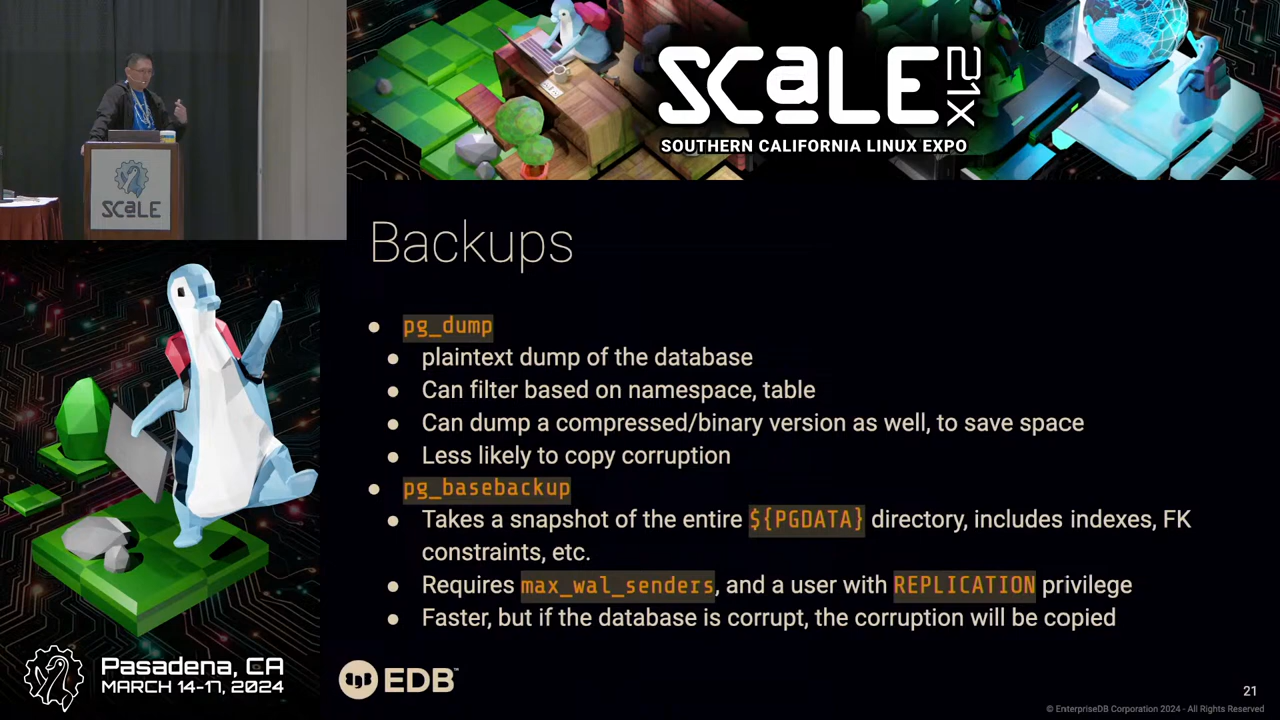 SCaLE 21X
SOUTHERN CALIFORNIA LINUX EXPO
SCaLE
Backups
● pg_dump
● plaintext dump of the database
● Can filter based on namespace, table
● Can dump a compressed/binary version as well, to save space
● Less likely to copy corruption
● pg_basebackup
● Takes a snapshot of the entire ${PGDATA} directory, includes indexes, FK
constraints, etc.
● Requires max_wal_senders, and a user with REPLICATION privilege
● Faster, but if the database is corrupt, the corruption will be copied
Pasadena, CA
MARCH 14-17, 2024
EDB™
21
© EnterpriseDB Corporation 2024 - All Rights Reserved